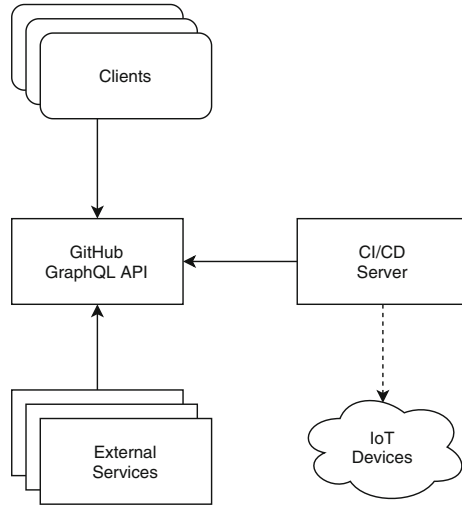 Clients
GitHub
GraphQL API
CI/CD
Server
External
Services
IoT
Devices